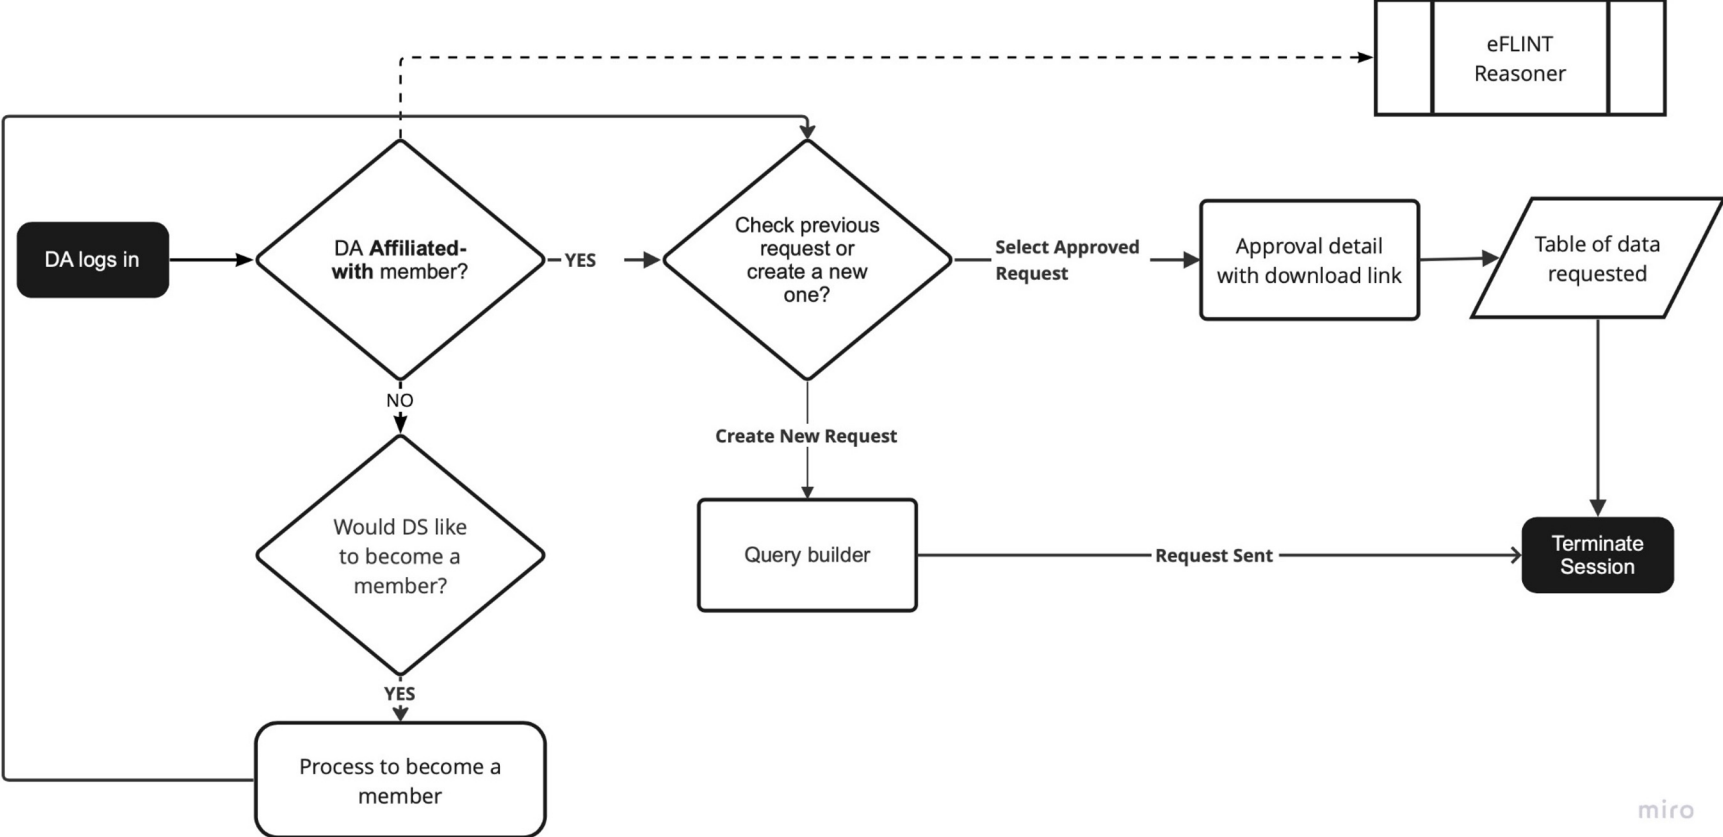 eFLINT
Reasoner
DA logs in
DA Affiliated-
with member?
YES
Check previous
request or
create a new
one?
Select Approved
Request
Approval detail
with download link
Table of data
requested
NO
Create New Request
Would DS like
to become a
member?
Query builder
Request Sent
Terminate
Session
YES
Process to become a
member
miro